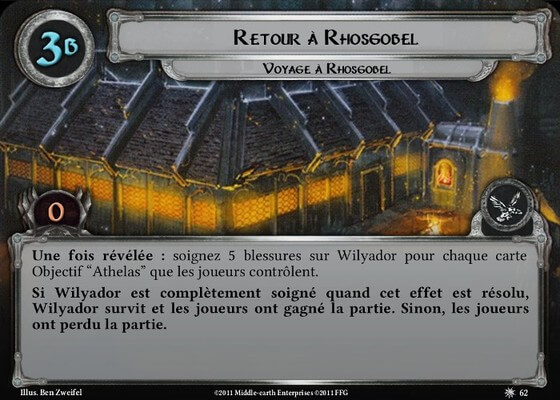 3B
Retour à Rhosgobel
Voyage à Rhosgobel
0
Une fois révélée : soignez 5 blessures sur Wilyador pour chaque carte
Objectif “Athelas” que les joueurs contrôlent.
Si Wilyador est complètement soigné quand cet effet est résolu,
Wilyador survit et les joueurs ont gagné la partie. Sinon, les joueurs
ont perdu la partie.
Illus. Ben Zweifel
©2011 Middle-earth Enterprises ©2011 FFG
62